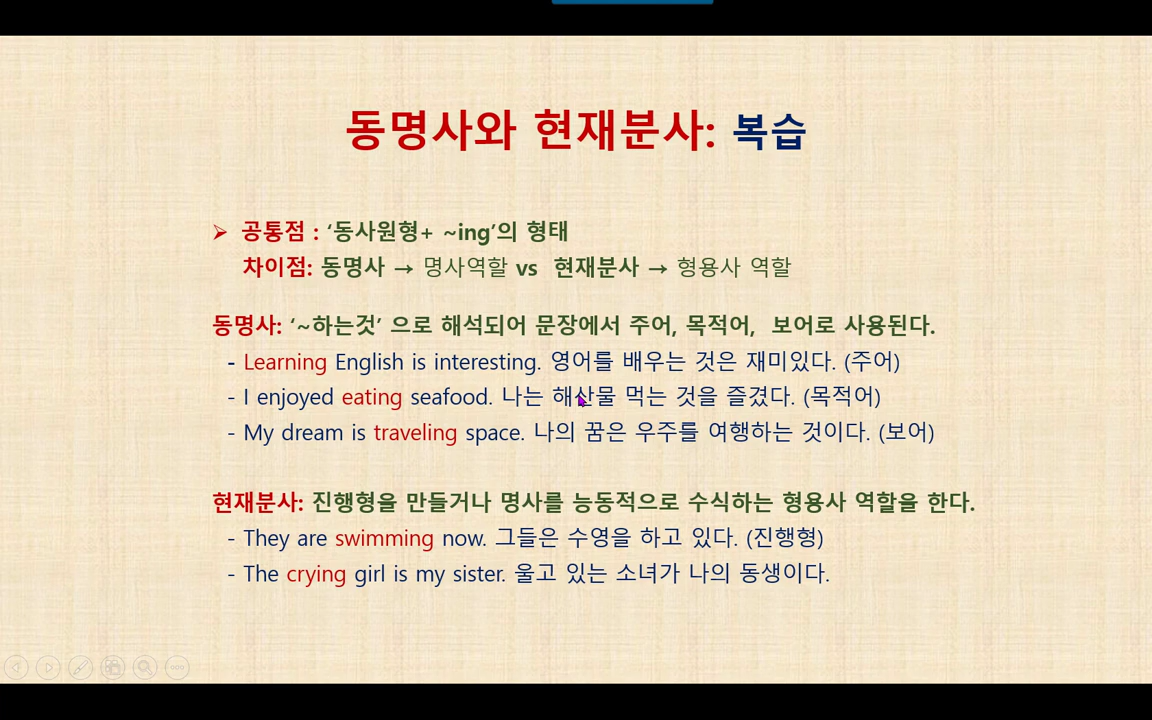 동명사와 현재분사: 복습
➢ 공통점 : ‘동사원형+ ~ing’의 형태
차이점: 동명사 → 명사역할 vs 현재분사 → 형용사 역할
동명사: ‘~하는것’ 으로 해석되어 문장에서 주어, 목적어, 보어로 사용된다.
- Learning English is interesting. 영어를 배우는 것은 재미있다. (주어)
- I enjoyed eating seafood. 나는 해산물 먹는 것을 즐겼다. (목적어)
- My dream is traveling space. 나의 꿈은 우주를 여행하는 것이다. (보어)
현재분사: 진행형을 만들거나 명사를 능동적으로 수식하는 형용사 역할을 한다.
- They are swimming now. 그들은 수영을 하고 있다. (진행형)
- The crying girl is my sister. 울고 있는 소녀가 나의 동생이다.